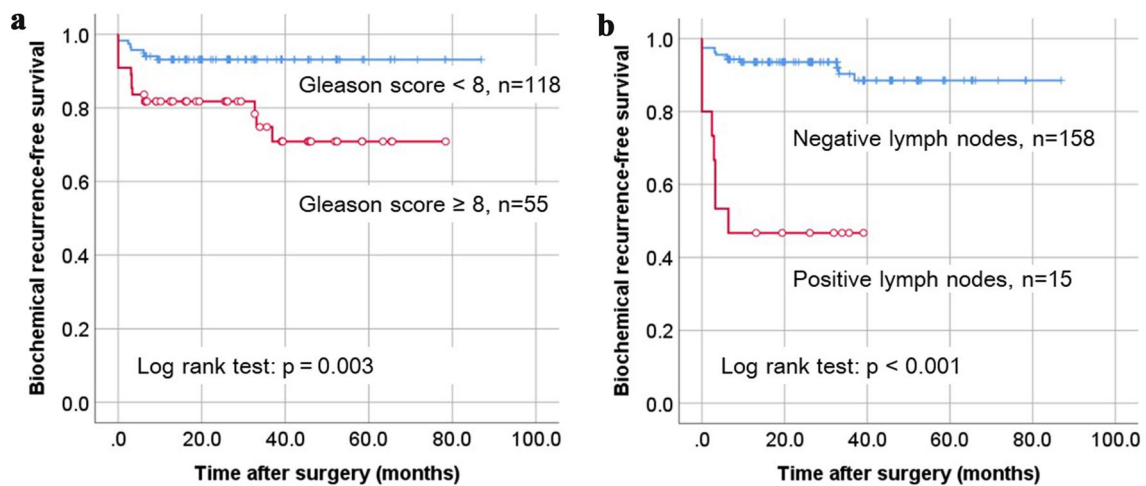 a
Biochemical recurrence-free survival
1.0
0.8
0.6
0.4
0.2
0.0
Gleason score < 8, n=118
Gleason score ≥ 8, n=55
Log rank test: p = 0.003
.0 20.0 40.0 60.0 80.0 100.0
Time after surgery (months)
b
Biochemical recurrence-free survival
1.0
0.8
0.6
0.4
0.2
0.0
Negative lymph nodes, n=158
Positive lymph nodes, n=15
Log rank test: p < 0.001
.0 20.0 40.0 60.0 80.0 100.0
Time after surgery (months)